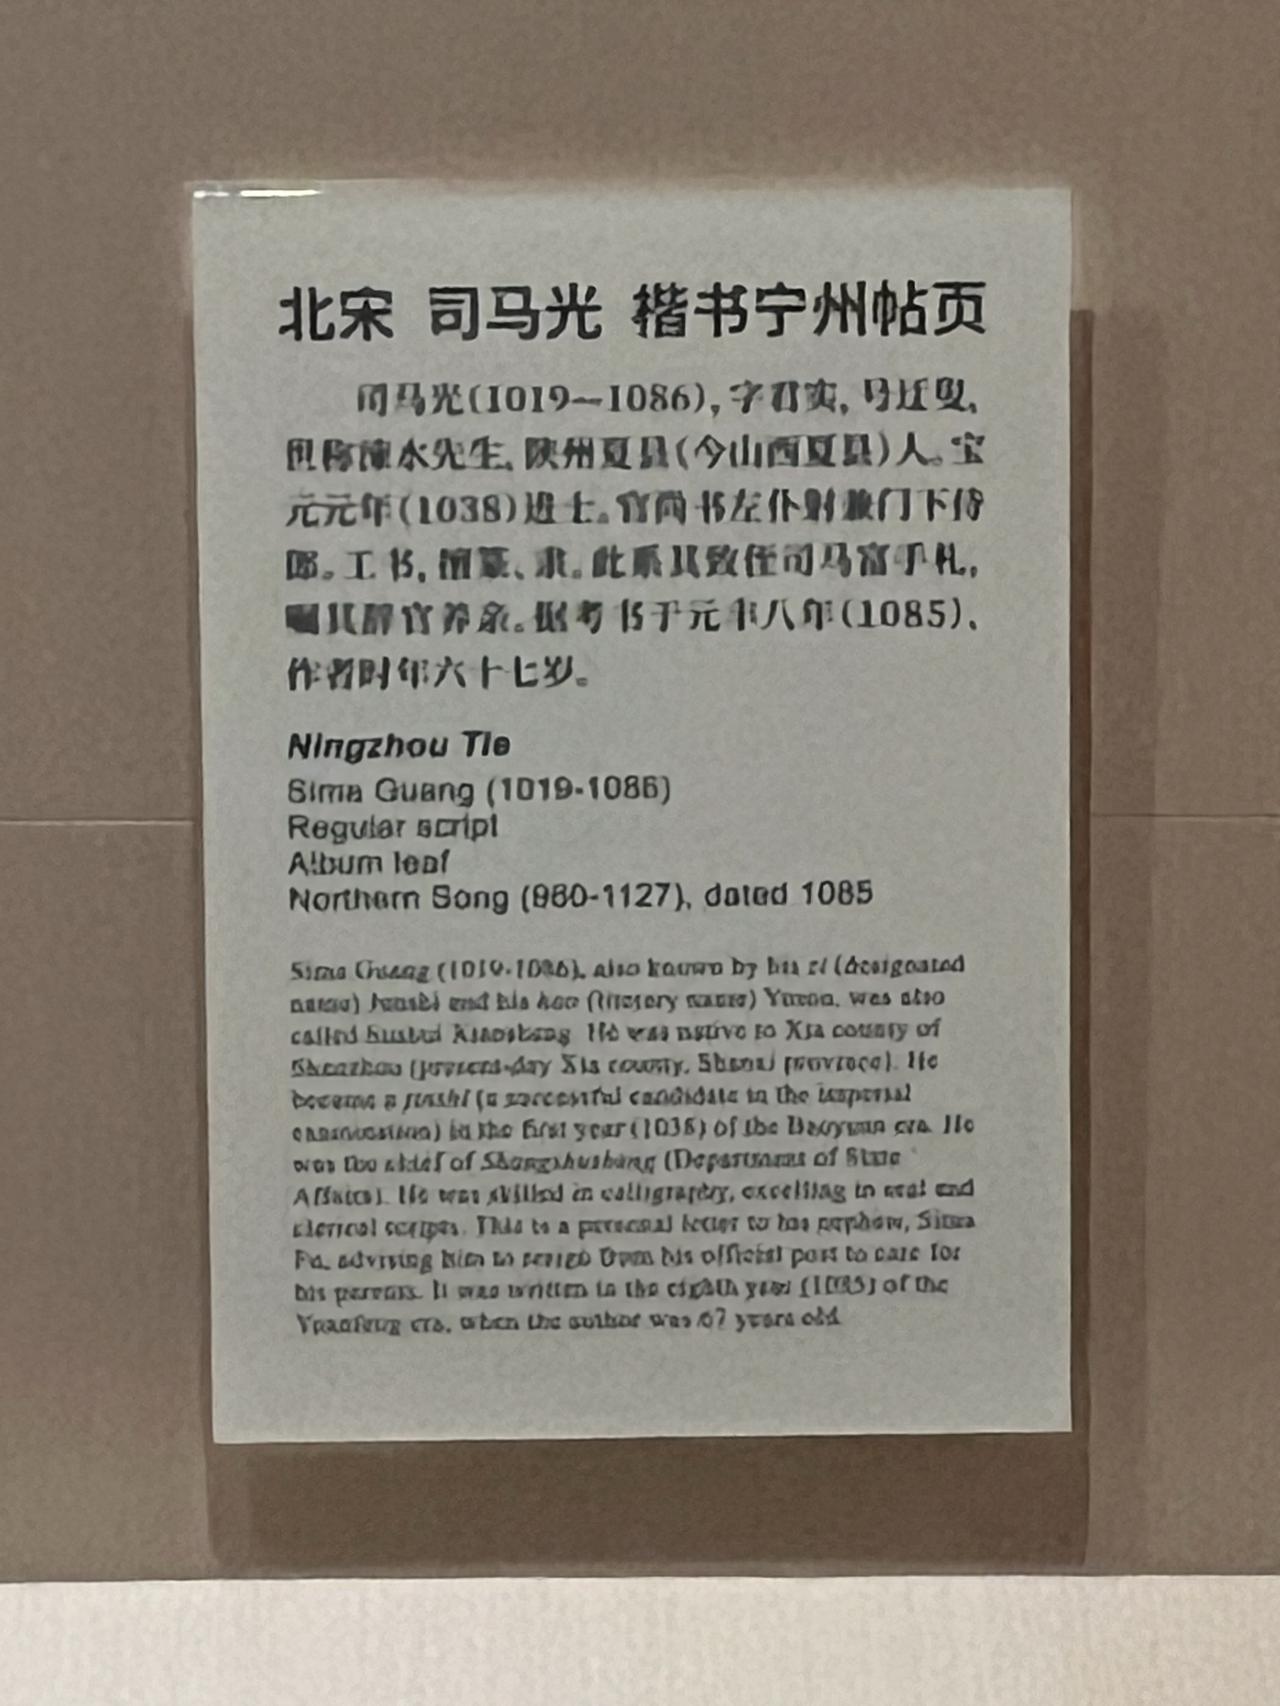 北宋 司马光 楷书宁州帖页
司马光(1019—1086),字君实,号迂叟,
世称涑水先生、陕州夏县(今山西夏县)人。宝
元元年(1038)进士。官尚书左仆射兼门下侍
郎。工书,篆、隶。此系其致侄司马富手札,
嘱其辞官养亲。据考书于元丰八年(1085)、
作者时年六十七岁。
Ningzhou Tie
Sima Guang (1019-1086)
Regular script
Album leaf
Northern Song (960-1127), dated 1085
Sima Guang (1019-1086), also known by his zi (designated
name) Junshi and his hao (literary name) Yusou, was also
called Sushui Xiansheng. He was native to Xia county of
Shaanzhou (present-day Xia county, Shanxi province). He
became a jinshi (a successful candidate in the imperial
examination) in the first year (1038) of the Baoyuan era. He
was the chief of Shangshusheng (Department of State
Affairs). He was skilled in calligraphy, excelling in seal and
clerical scripts. This is a personal letter to his nephew, Sima
Fu, advising him to resign from his official post to care for
his parents. It was written in the eighth year (1085) of the
Yuanfeng era, when the author was 67 years old.